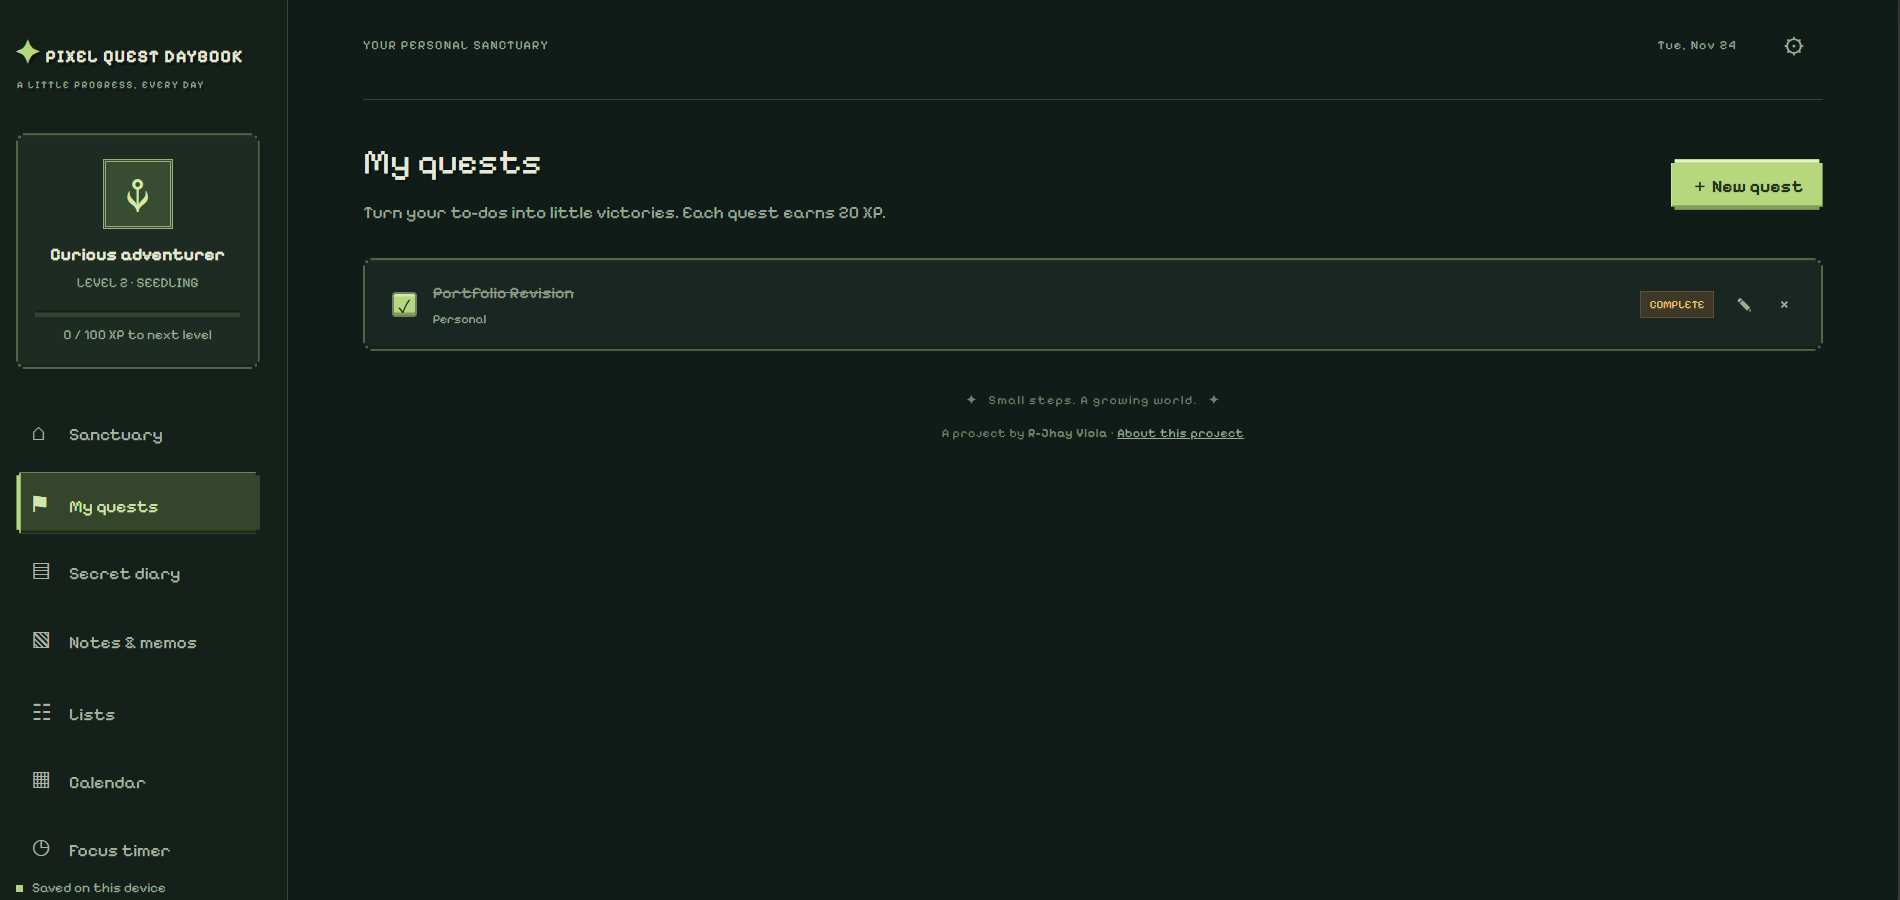 PIXEL QUEST DAYBOOK
A LITTLE PROGRESS, EVERY DAY
Curious adventurer
LEVEL 2 · SEEDLING
0 / 100 XP to next level
Sanctuary
My quests
Secret diary
Notes & memos
Lists
Calendar
Focus timer
Saved on this device
YOUR PERSONAL SANCTUARY
Tue, Nov 24
My quests
Turn your to-dos into little victories. Each quest earns 20 XP.
+ New quest
Portfolio Revision
Personal
COMPLETE
Small steps. A growing world.
A project by R-Jhay Viola · About this project